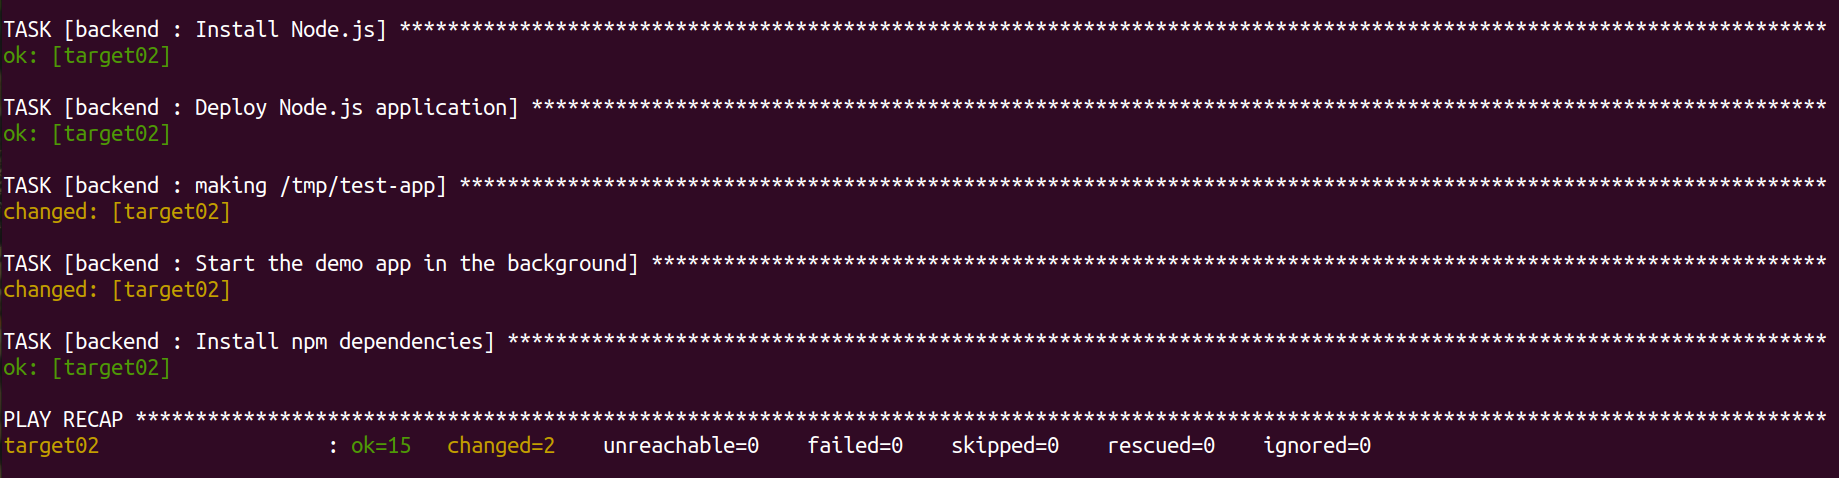 TASK [backend : Install Node.js] ***********************************************************************************************************************
ok: [target02]
TASK [backend : Deploy Node.js application] ************************************************************************************************************
ok: [target02]
TASK [backend : making /tmp/test-app] ******************************************************************************************************************
changed: [target02]
TASK [backend : Start the demo app in the background] **************************************************************************************************
changed: [target02]
TASK [backend : Install npm dependencies] **************************************************************************************************************
ok: [target02]
PLAY RECAP *********************************************************************************************************************************************
target02                   : ok=15   changed=2    unreachable=0    failed=0    skipped=0    rescued=0    ignored=0